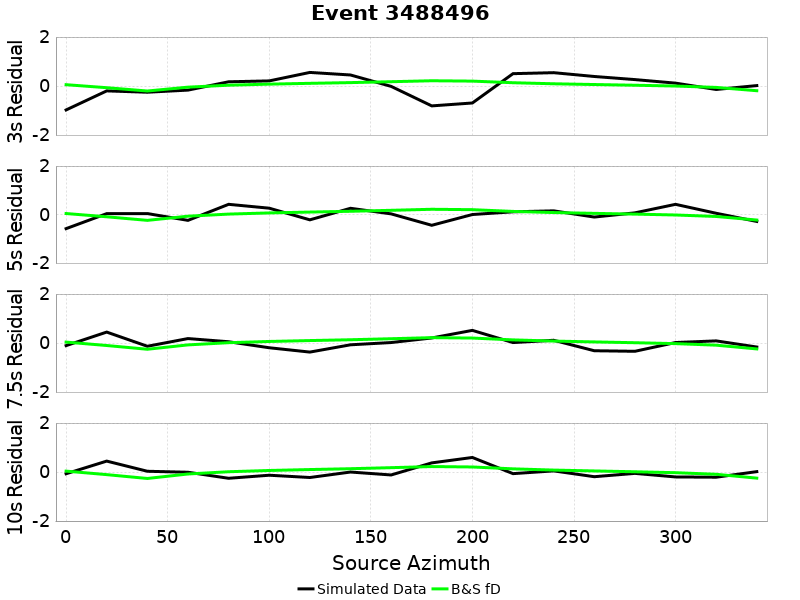 Event 3488496
3s Residual
2
0
-2
5s Residual
2
0
-2
7.5s Residual
2
0
-2
10s Residual
2
0
-2
0 50 100 150 200 250 300
Source Azimuth
Simulated Data B&S fD